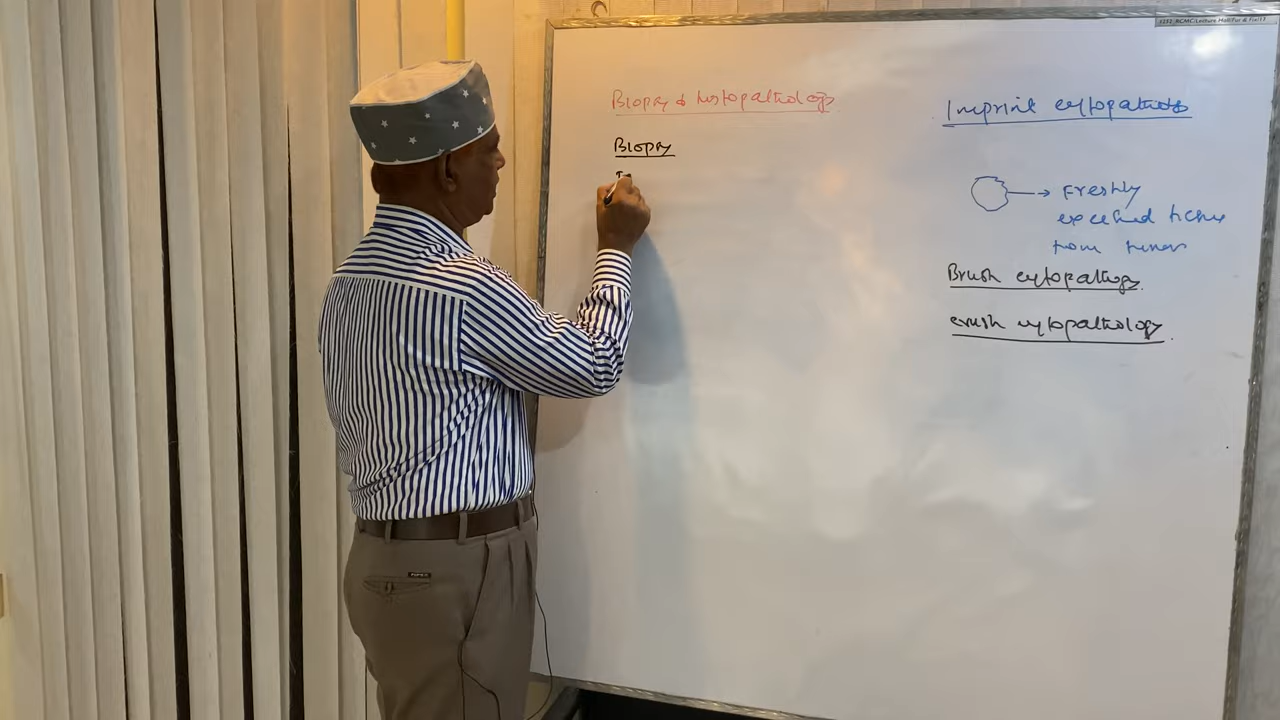 Biopsy & histopathology
Biopsy
Imprint cytopathology
Freshly
excised tissue
from tumor
Brush cytopathology
crush cytopathology